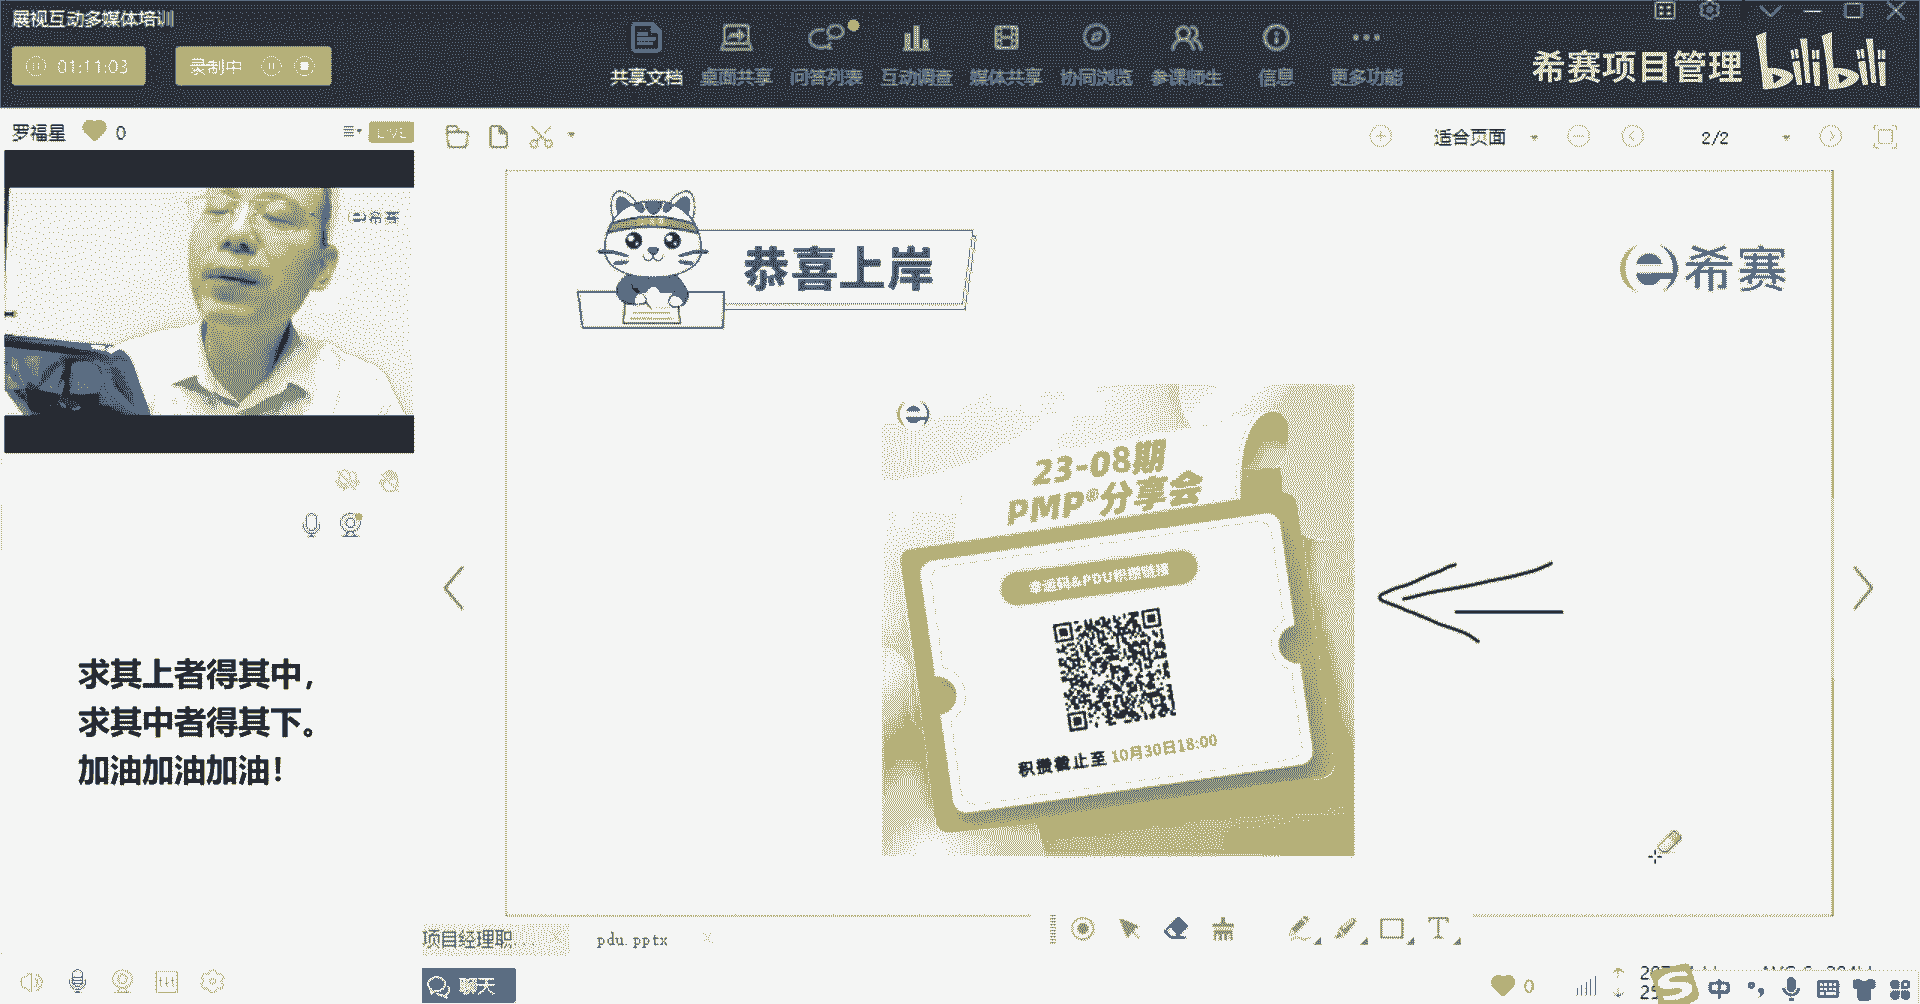 展视互动多媒体培训
01:11:03
录制中
共享文档
桌面共享
问答列表
互动调查
媒体共享
协同浏览
参课师生
信息
更多功能
希赛项目管理
bilibili
罗福星
0
LIVE
适合页面
2/2
希赛
恭喜上岸
希赛
23-08期
PMP®分享会
幸运码&PDU积攒链接
积攒截止至 10月30日18:00
求其上者得其中，
求其中者得其下。
加油加油加油！
项目经理职...
pdu.pptx
聊天
0
中